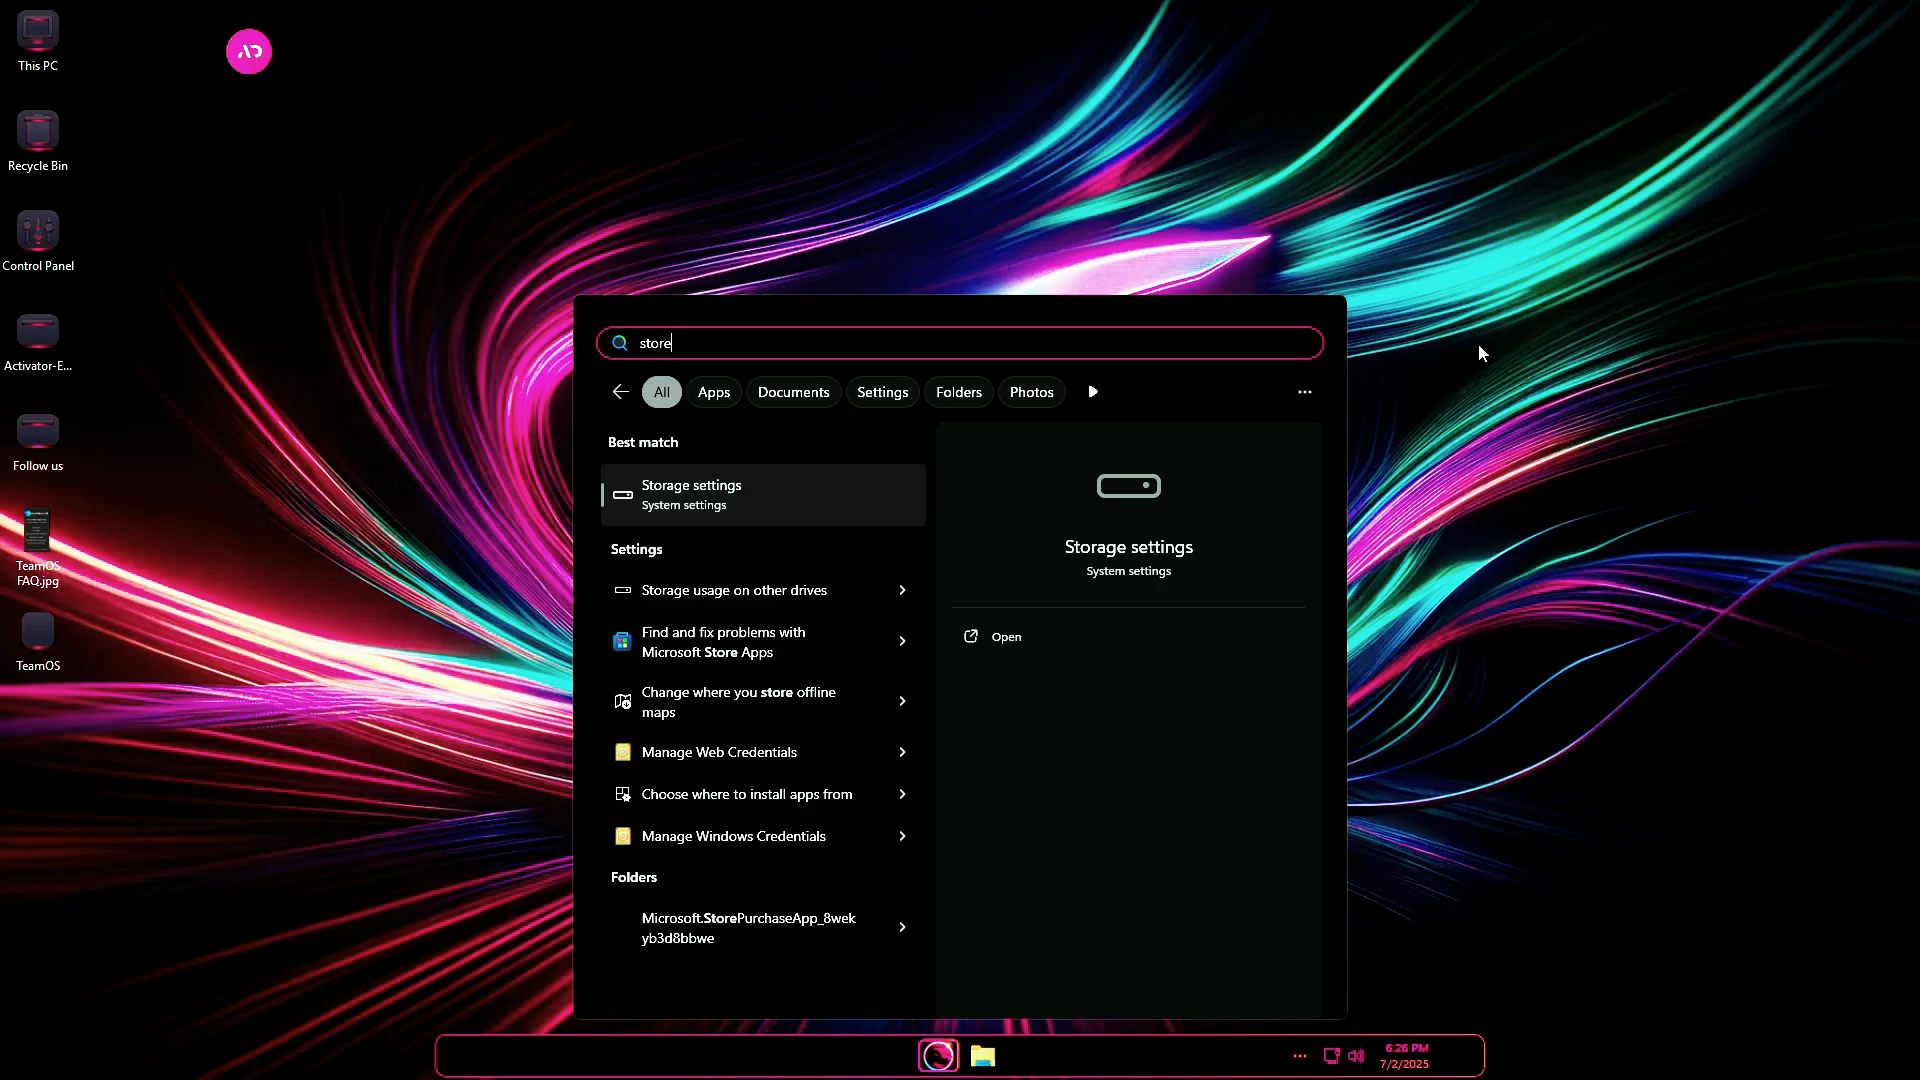 This PC
Recycle Bin
Control Panel
Activator-E...
Follow us
TeamOS
FAQ.jpg
TeamOS
store
All
Apps
Documents
Settings
Folders
Photos
Best match
Storage settings
System settings
Settings
Storage usage on other drives
Find and fix problems with
Microsoft Store Apps
Change where you store offline
maps
Manage Web Credentials
Choose where to install apps from
Manage Windows Credentials
Folders
Microsoft.StorePurchaseApp_8wek
yb3d8bbwe
Storage settings
System settings
Open
6:26 PM
7/2/2025